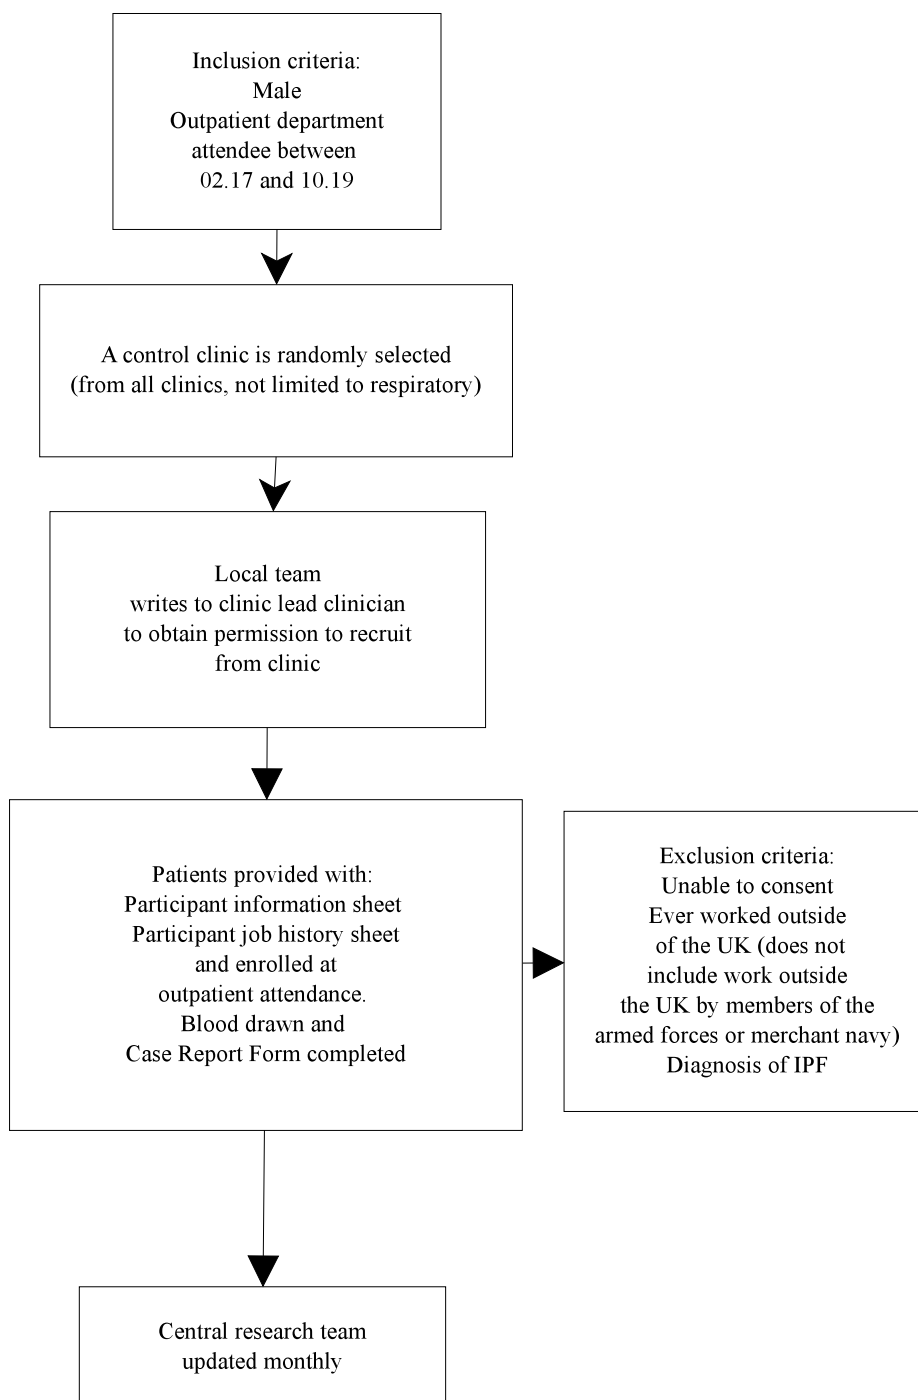 Inclusion criteria:
Male
Outpatient department
attendee between
02.17 and 10.19
A control clinic is randomly selected
(from all clinics, not limited to respiratory)
Local team
writes to clinic lead clinician
to obtain permission to recruit
from clinic
Patients provided with:
Participant information sheet
Participant job history sheet
and enrolled at
outpatient attendance.
Blood drawn and
Case Report Form completed
Exclusion criteria:
Unable to consent
Ever worked outside
of the UK (does not
include work outside
the UK by members of the
armed forces or merchant navy)
Diagnosis of IPF
Central research team
updated monthly